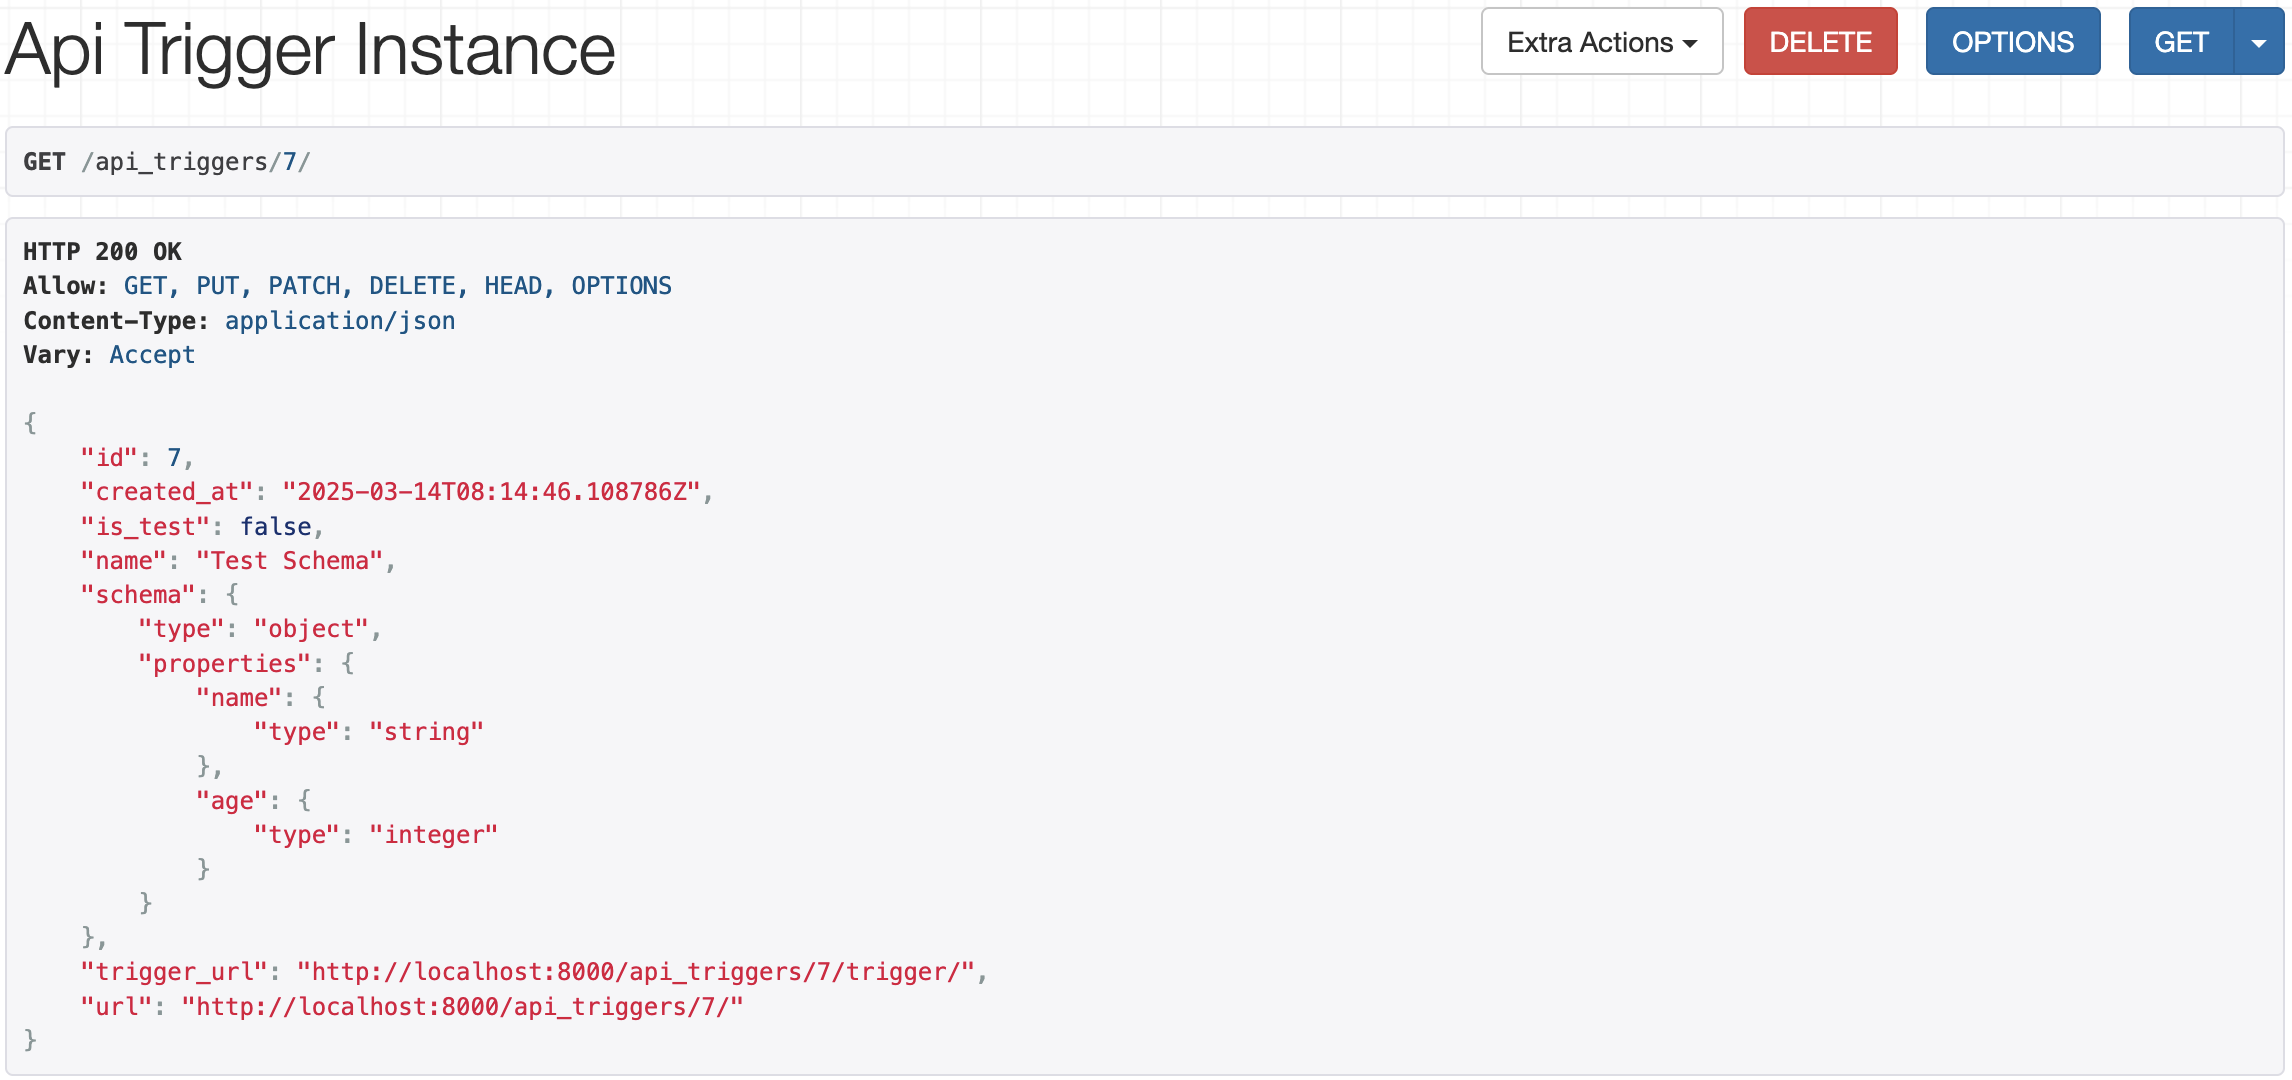 Api Trigger Instance
Extra Actions
DELETE
OPTIONS
GET
GET /api_triggers/7/
HTTP 200 OK
Allow: GET, PUT, PATCH, DELETE, HEAD, OPTIONS
Content-Type: application/json
Vary: Accept
{
    "id": 7,
    "created_at": "2025-03-14T08:14:46.108786Z",
    "is_test": false,
    "name": "Test Schema",
    "schema": {
        "type": "object",
        "properties": {
            "name": {
                "type": "string"
            },
            "age": {
                "type": "integer"
            }
        }
    },
    "trigger_url": "http://localhost:8000/api_triggers/7/trigger/",
    "url": "http://localhost:8000/api_triggers/7/"
}